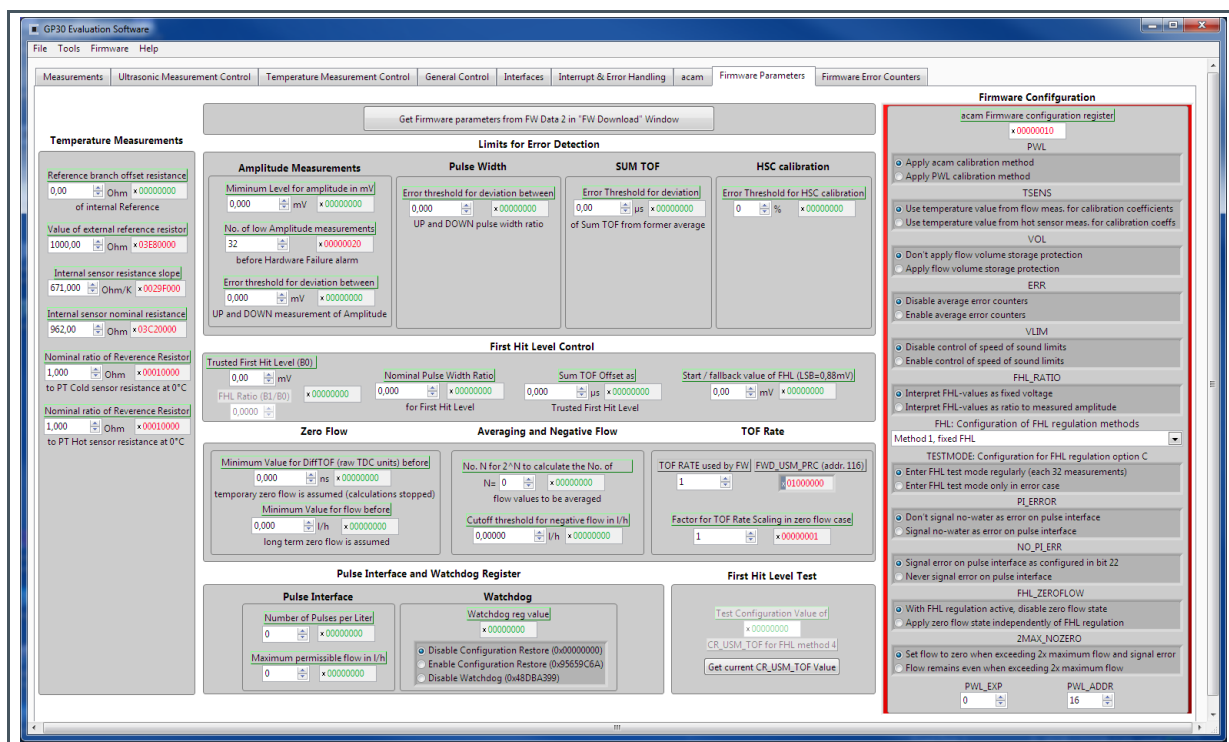 GP30 Evaluation Software
File Tools Firmware Help
Measurements Ultrasonic Measurement Control Temperature Measurement Control General Control Interfaces Interrupt & Error Handling acam Firmware Parameters Firmware Error Counters
Get Firmware parameters from FW Data 2 in "FW Download" Window
Temperature Measurements
Reference branch offset resistance
0,00 Ohm x 00000000
of internal Reference
Value of external reference resistor
1000,00 Ohm x 03E80000
Internal sensor resistance slope
671,000 Ohm/K x 0029F000
Internal sensor nominal resistance
962,00 Ohm x 03C20000
Nominal ratio of Reverence Resistor
1,000 Ohm x 00010000
to PT Cold sensor resistance at 0°C
Nominal ratio of Reverence Resistor
1,000 Ohm x 00010000
to PT Hot sensor resistance at 0°C
Limits for Error Detection
Amplitude Measurements
Miminum Level for amplitude in mV
0,000 mV x 00000000
No. of low Amplitude measurements
32 x 00000020
before Hardware Failure alarm
Error threshold for deviation between
0,000 mV x 00000000
UP and DOWN measurement of Amplitude
Pulse Width
Error threshold for deviation between
0,000 x 00000000
UP and DOWN pulse width ratio
SUM TOF
Error Threshold for deviation
0,00 µs x 00000000
of Sum TOF from former average
HSC calibration
Error Threshold for HSC calibration
0 % x 00000000
First Hit Level Control
Trusted First Hit Level (B0)
0,00 mV
FHL Ratio (B1/B0) x 00000000
0,0000
Nominal Pulse Width Ratio
0,000 x 00000000
for First Hit Level
Sum TOF Offset as
0,000 µs x 00000000
Trusted First Hit Level
Start / fallback value of FHL (LSB=0,88mV)
0,00 mV x 00000000
Zero Flow
Minimum Value for DiffTOF (raw TDC units) before
0,000 ns x 00000000
temporary zero flow is assumed (calculations stopped)
Minimum Value for flow before
0,000 l/h x 00000000
long term zero flow is assumed
Averaging and Negative Flow
No. N for 2^N to calculate the No. of
N= 0 x 00000000
flow values to be averaged
Cutoff threshold for negative flow in l/h
0,00000 l/h x 00000000
TOF Rate
TOF RATE used by FW FWD_USM_PRC (addr. 116)
1 x 01000000
Factor for TOF Rate Scaling in zero flow case
1 x 00000001
Pulse Interface and Watchdog Register
Pulse Interface
Number of Pulses per Liter
0 x 00000000
Maximum permissible flow in l/h
0 x 00000000
Watchdog
Watchdog reg value
x 00000000
Disable Configuration Restore (0x00000000)
Enable Configuration Restore (0x95659C6A)
Disable Watchdog (0x48DBA399)
First Hit Level Test
Test Configuration Value of
x 00000000
CR_USM_TOF for FHL method 4
Get current CR_USM_TOF Value
Firmware Confifguration
acam Firmware configuration register
x 00000010
PWL
Apply acam calibration method
Apply PWL calibration method
TSENS
Use temperature value from flow meas. for calibration coefficients
Use temperature value from hot sensor meas. for calibration coeffs
VOL
Don't apply flow volume storage protection
Apply flow volume storage protection
ERR
Disable average error counters
Enable average error counters
VLIM
Disable control of speed of sound limits
Enable control of speed of sound limits
FHL_RATIO
Interpret FHL-values as fixed voltage
Interpret FHL-values as ratio to measured amplitude
FHL: Configuration of FHL regulation methods
Method 1, fixed FHL
TESTMODE: Configuration for FHL regulation option C
Enter FHL test mode regularly (each 32 measurements)
Enter FHL test mode only in error case
PI_ERROR
Don't signal no-water as error on pulse interface
Signal no-water as error on pulse interface
NO_PI_ERR
Signal error on pulse interface as configured in bit 22
Never signal error on pulse interface
FHL_ZEROFLOW
With FHL regulation active, disable zero flow state
Apply zero flow state independently of FHL regulation
2MAX_NOZERO
Set flow to zero when exceeding 2x maximum flow and signal error
Flow remains even when exceeding 2x maximum flow
PWL_EXP PWL_ADDR
0 16